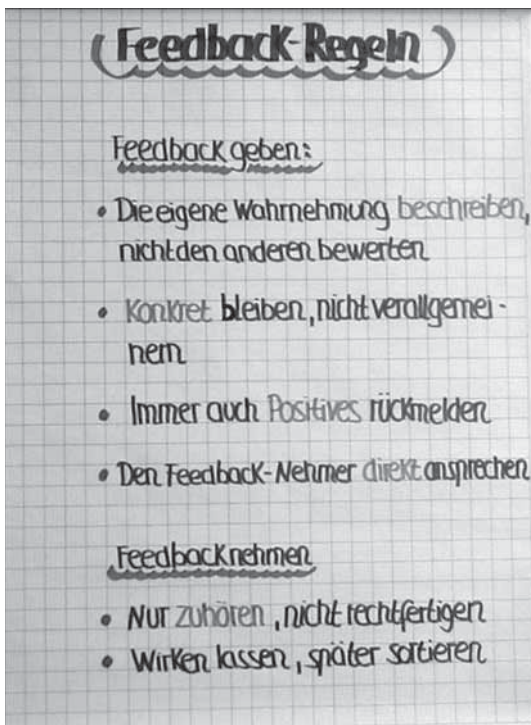 (Feedback-Regeln)
Feedback geben:
• Die eigene Wahrnehmung beschreiben,
nicht den anderen bewerten
• Konkret bleiben, nicht verallgemei-
nern
• Immer auch Positives rückmelden
• Den Feedback-Nehmer direkt ansprechen
Feedback nehmen
• Nur zuhören, nicht rechtfertigen
• Wirken lassen, später sortieren